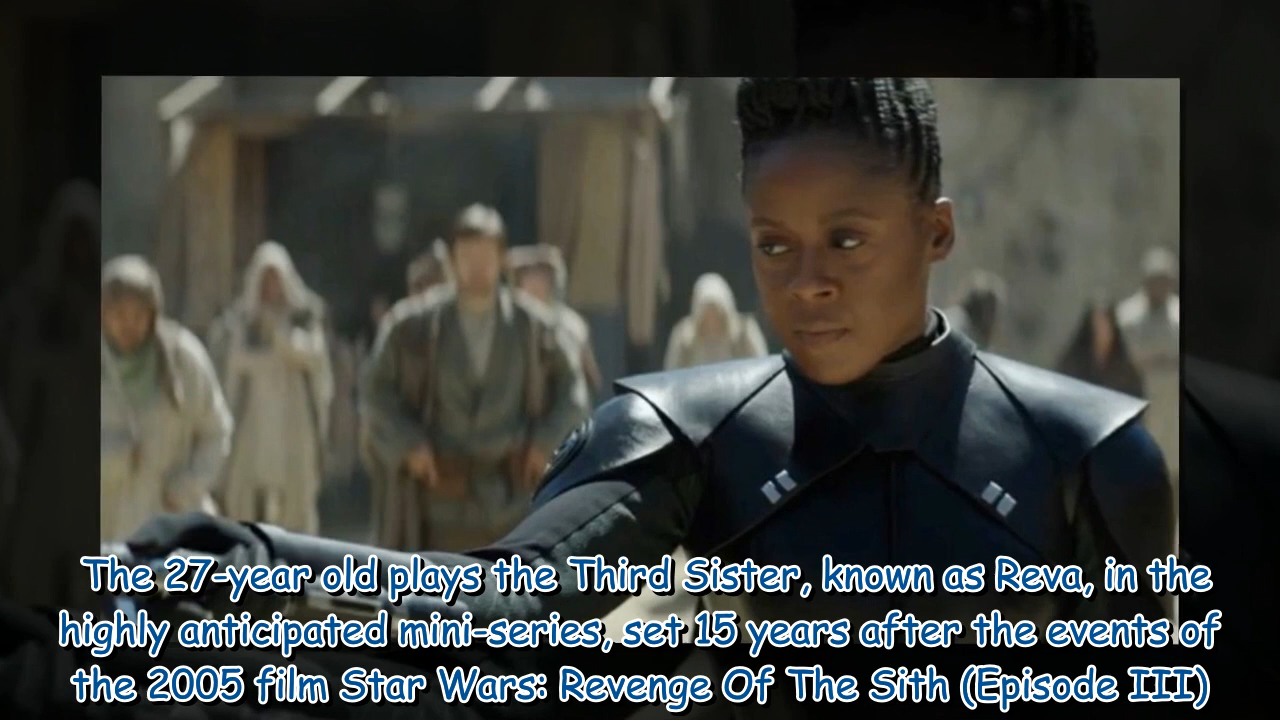 The 27-year old plays the Third Sister, known as Reva, in the
highly anticipated mini-series, set 15 years after the events of
the 2005 film Star Wars: Revenge Of The Sith (Episode III)